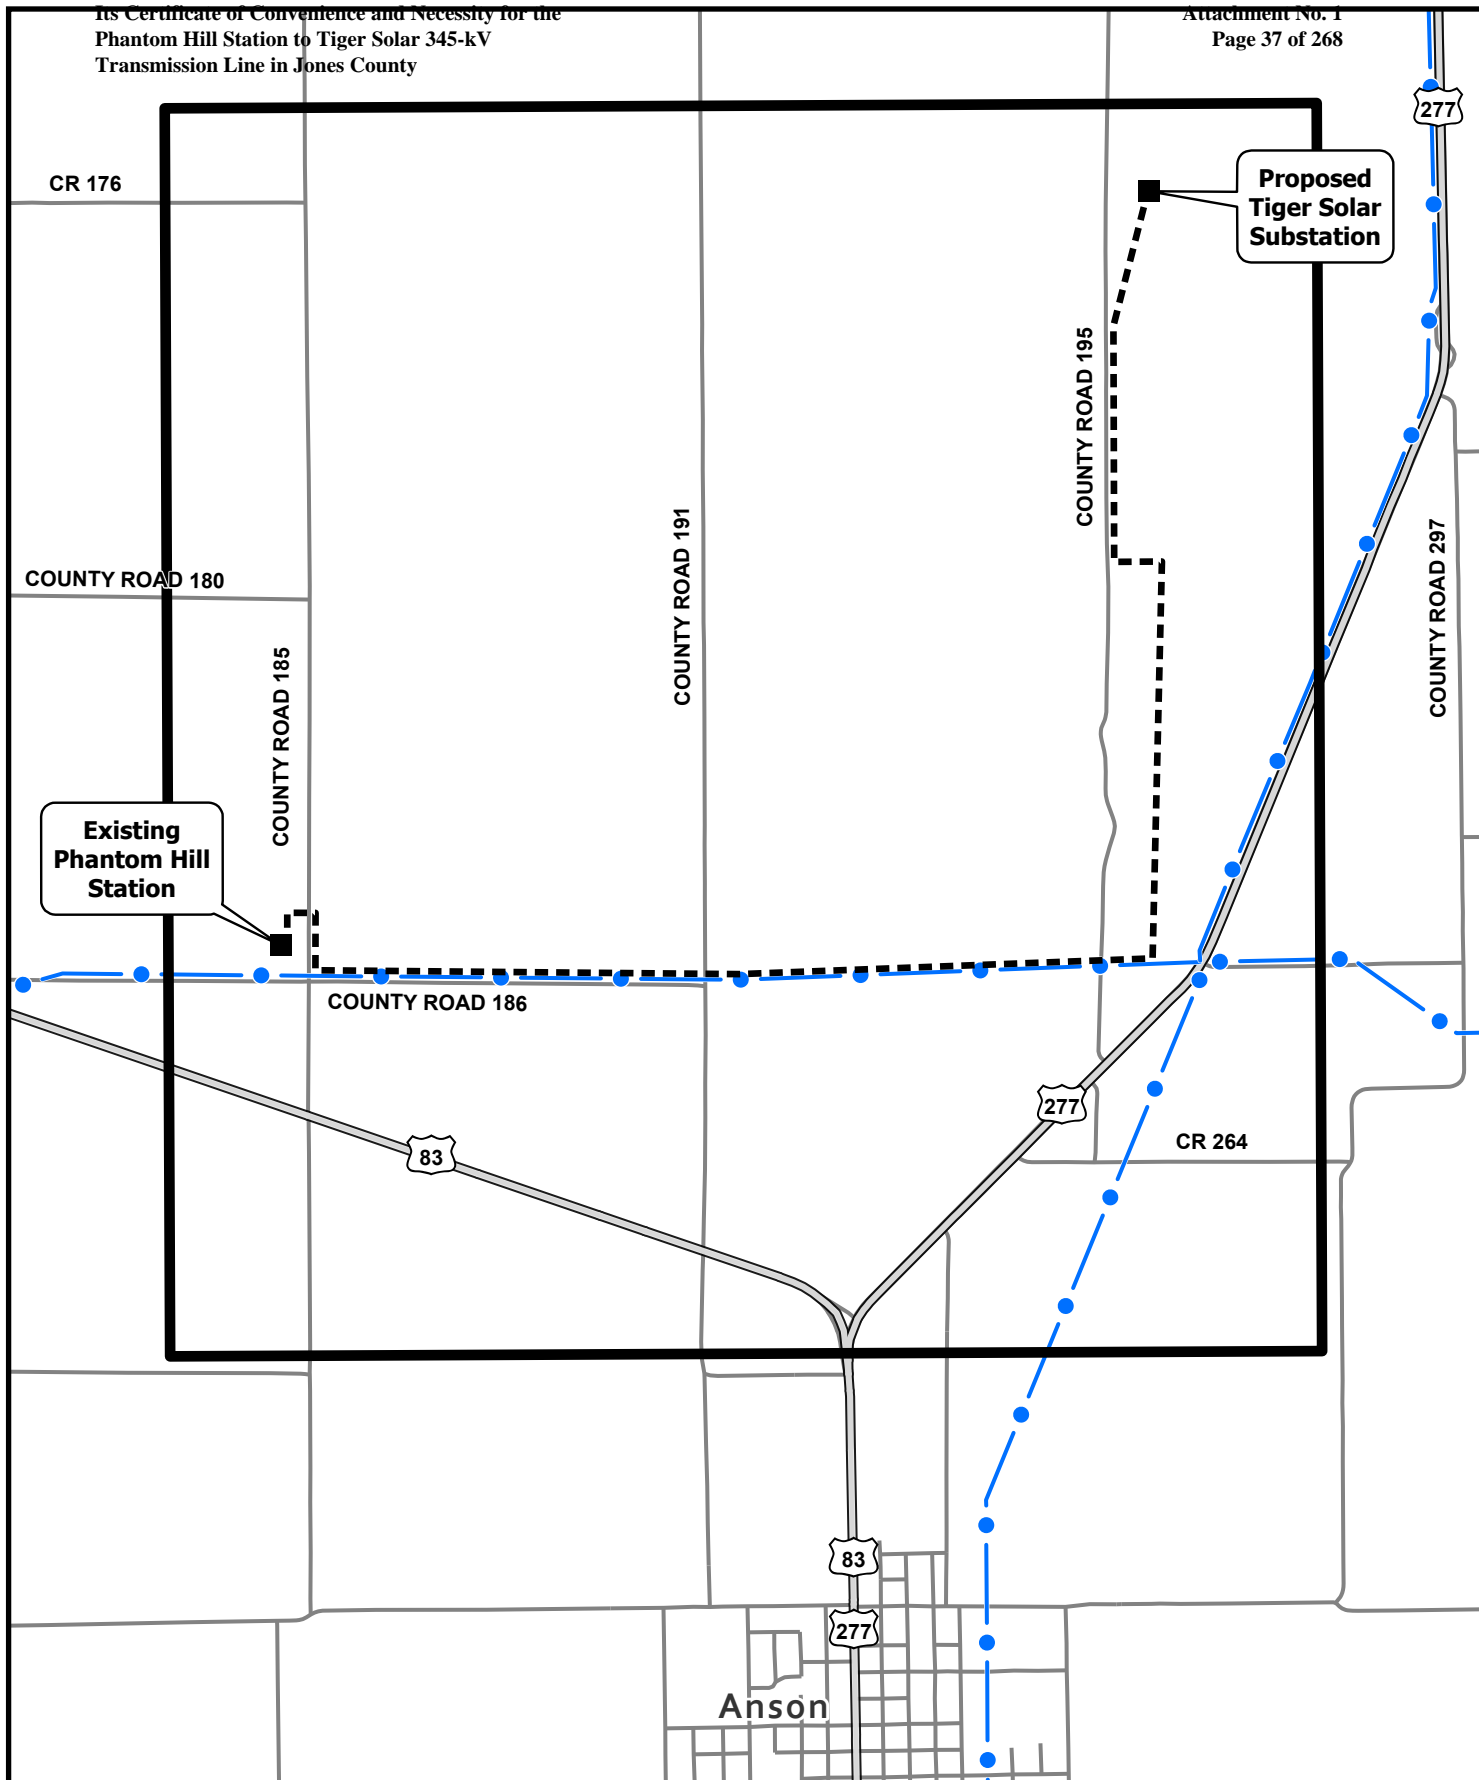 Its Certificate of Convenience and Necessity for the
Phantom Hill Station to Tiger Solar 345-kV
Transmission Line in Jones County
Attachment No. 1
Page 37 of 268
277
CR 176
Proposed
Tiger Solar
Substation
COUNTY ROAD 195
COUNTY ROAD 191
COUNTY ROAD 297
COUNTY ROAD 180
COUNTY ROAD 185
Existing
Phantom Hill
Station
COUNTY ROAD 186
277
83
CR 264
83
277
Anson